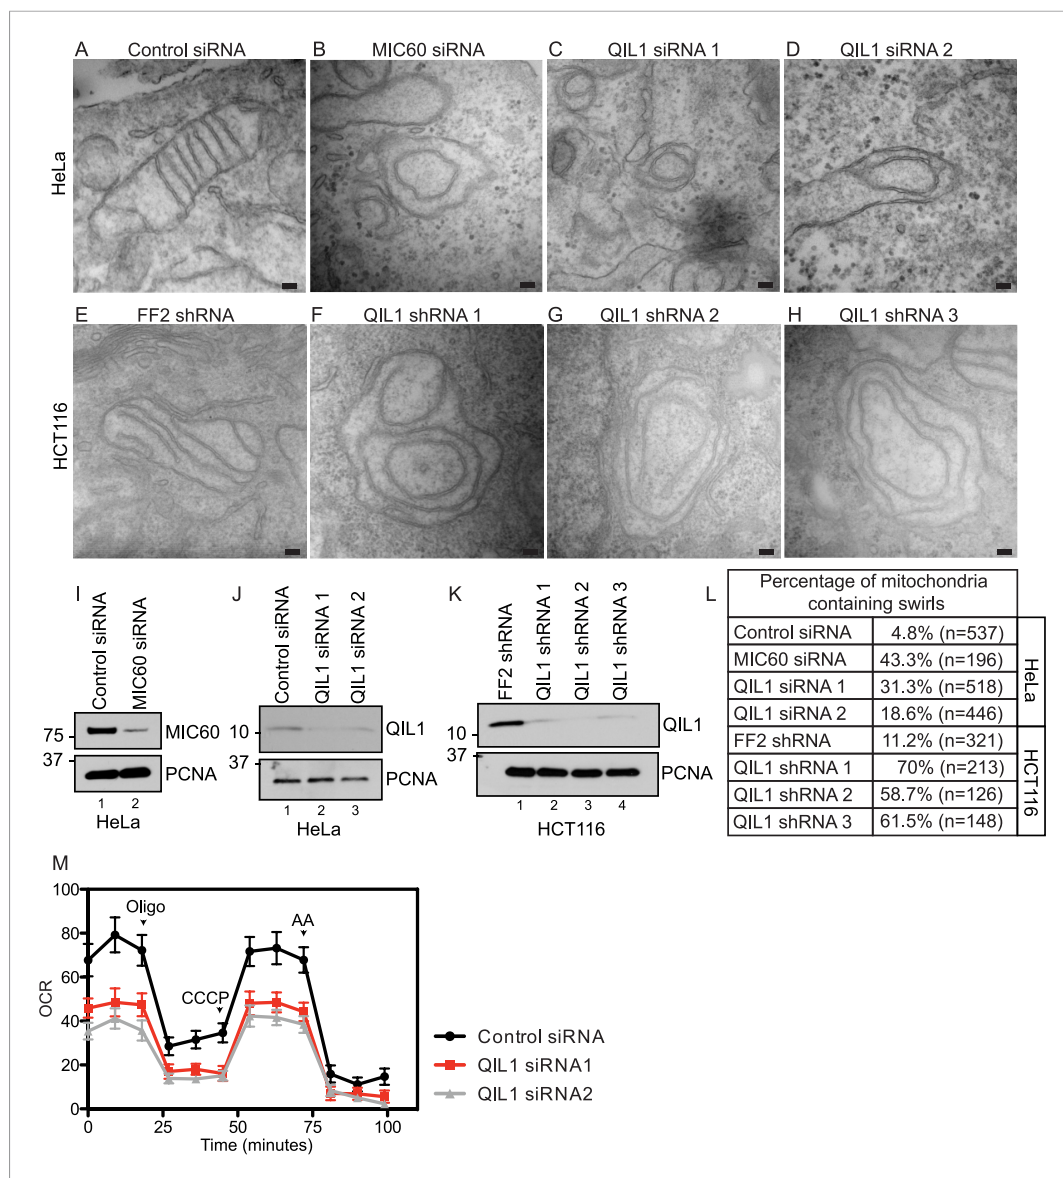 A Control siRNA
B MIC60 siRNA
C QIL1 siRNA 1
D QIL1 siRNA 2
HeLa
E FF2 shRNA
F QIL1 shRNA 1
G QIL1 shRNA 2
H QIL1 shRNA 3
HCT116
I
Control siRNA
MIC60 siRNA
75
MIC60
37
PCNA
1 2
HeLa
J
Control siRNA
QIL1 siRNA 1
QIL1 siRNA 2
10
QIL1
37
PCNA
1 2 3
HeLa
K
FF2 shRNA
QIL1 shRNA 1
QIL1 shRNA 2
QIL1 shRNA 3
10
QIL1
37
PCNA
1 2 3 4
HCT116
L
Percentage of mitochondria
containing swirls
Control siRNA 4.8% (n=537)
MIC60 siRNA 43.3% (n=196)
QIL1 siRNA 1 31.3% (n=518)
QIL1 siRNA 2 18.6% (n=446)
HeLa
FF2 shRNA 11.2% (n=321)
QIL1 shRNA 1 70% (n=213)
QIL1 shRNA 2 58.7% (n=126)
QIL1 shRNA 3 61.5% (n=148)
HCT116
M
100
80
60
40
20
0
OCR
Oligo
CCCP
AA
0 25 50 75 100
Time (minutes)
Control siRNA
QIL1 siRNA1
QIL1 siRNA2